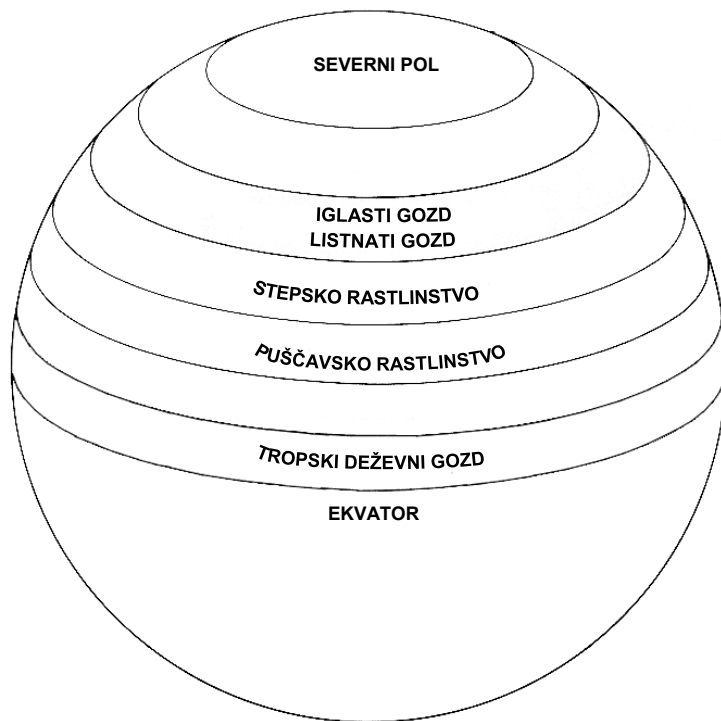 SEVERNI POL
IGLASTI GOZD
LISTNATI GOZD
STEPSKO RASTLINSTVO
PUŠČAVSKO RASTLINSTVO
TROPSKI DEŽEVNI GOZD
EKVATOR